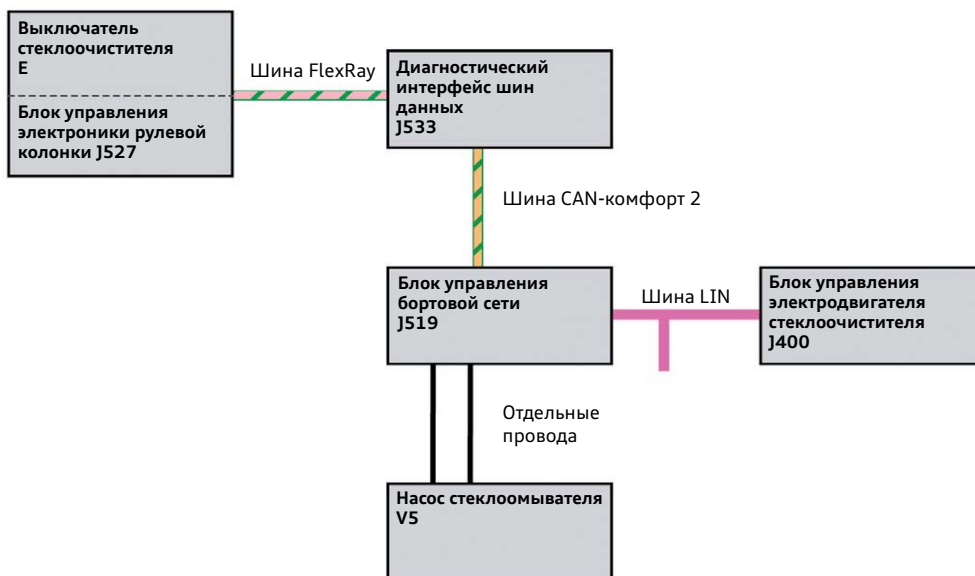 Выключатель
стеклоочистителя
E
Блок управления
электроники рулевой
колонки J527
Шина FlexRay
Диагностический
интерфейс шин
данных
J533
Шина CAN-комфорт 2
Блок управления
бортовой сети
J519
Шина LIN
Блок управления
электродвигателя
стеклоочистителя
J400
Отдельные
провода
Насос стеклоомывателя
V5